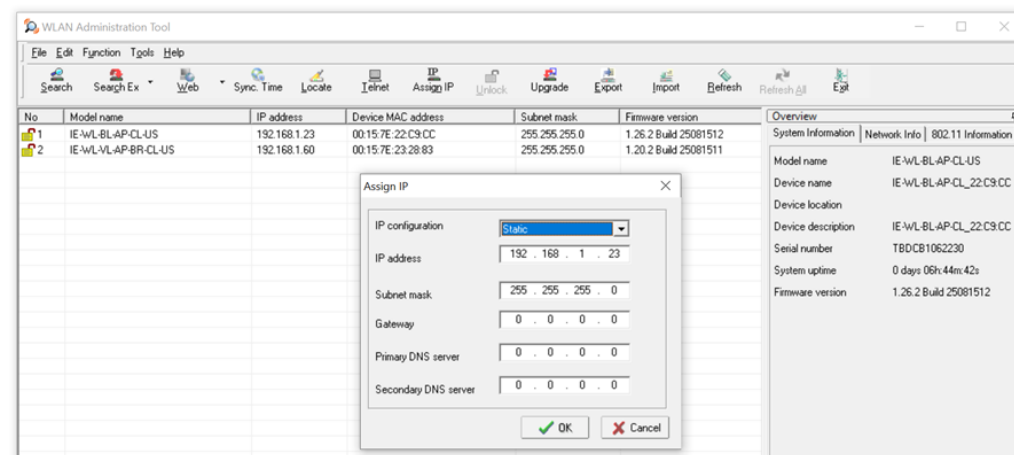 WLAN Administration Tool
File Edit Function Tools Help
Search Search Ex Web Sync. Time Locate Telnet Assign IP Unlock Upgrade Export Import Refresh Refresh All Exit
No Model name IP address Device MAC address Subnet mask Firmware version
1 IE-WL-BL-AP-CL-US 192.168.1.23 00:15:7E:22:C9:CC 255.255.255.0 1.26.2 Build 25081512
2 IE-WL-VL-AP-BR-CL-US 192.168.1.60 00:15:7E:23:28:83 255.255.255.0 1.20.2 Build 25081511
Assign IP
IP configuration Static
IP address 192 . 168 . 1 . 23
Subnet mask 255 . 255 . 255 . 0
Gateway 0 . 0 . 0 . 0
Primary DNS server 0 . 0 . 0 . 0
Secondary DNS server 0 . 0 . 0 . 0
OK Cancel
Overview
System Information Network Info 802.11 Information
Model name IE-WL-BL-AP-CL-US
Device name IE-WL-BL-AP-CL_22:C9:CC
Device location
Device description IE-WL-BL-AP-CL_22:C9:CC
Serial number TBDCB1062230
System uptime 0 days 06h:44m:42s
Firmware version 1.26.2 Build 25081512